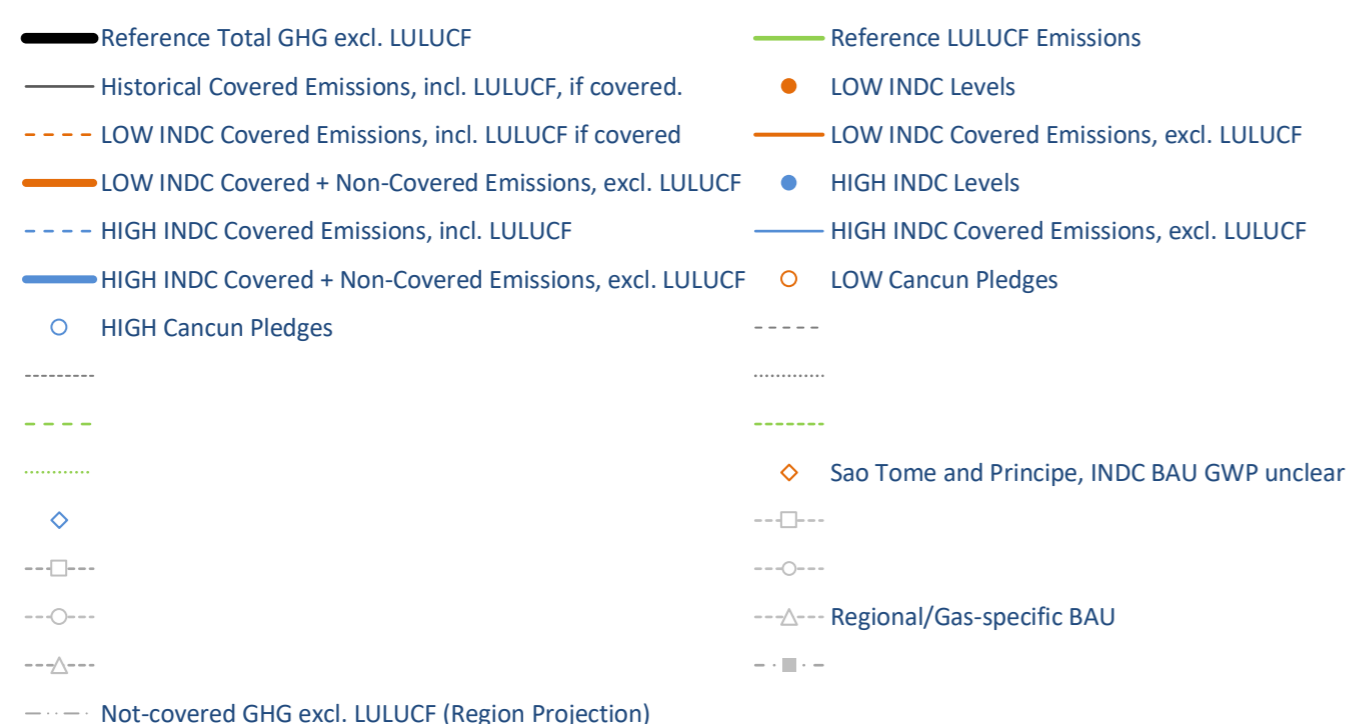 Reference Total GHG excl. LULUCF
Reference LULUCF Emissions
Historical Covered Emissions, incl. LULUCF, if covered.
LOW INDC Levels
LOW INDC Covered Emissions, incl. LULUCF if covered
LOW INDC Covered Emissions, excl. LULUCF
LOW INDC Covered + Non-Covered Emissions, excl. LULUCF
HIGH INDC Levels
HIGH INDC Covered Emissions, incl. LULUCF
HIGH INDC Covered Emissions, excl. LULUCF
HIGH INDC Covered + Non-Covered Emissions, excl. LULUCF
LOW Cancun Pledges
HIGH Cancun Pledges
Sao Tome and Principe, INDC BAU GWP unclear
Regional/Gas-specific BAU
Not-covered GHG excl. LULUCF (Region Projection)